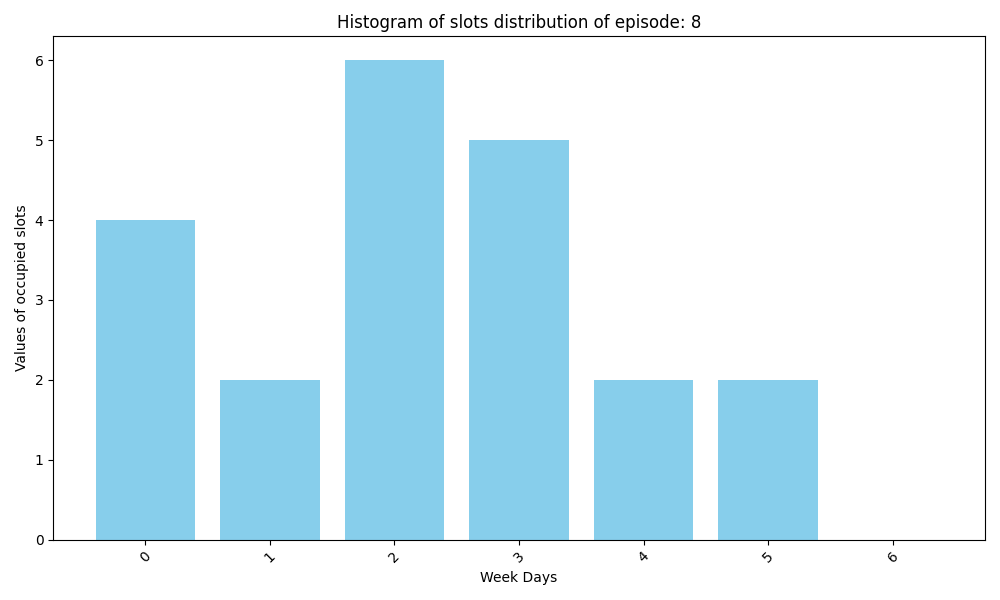 Histogram of slots distribution of episode: 8
Values of occupied slots
6
5
4
3
2
1
0
0 1 2 3 4 5 6
Week Days